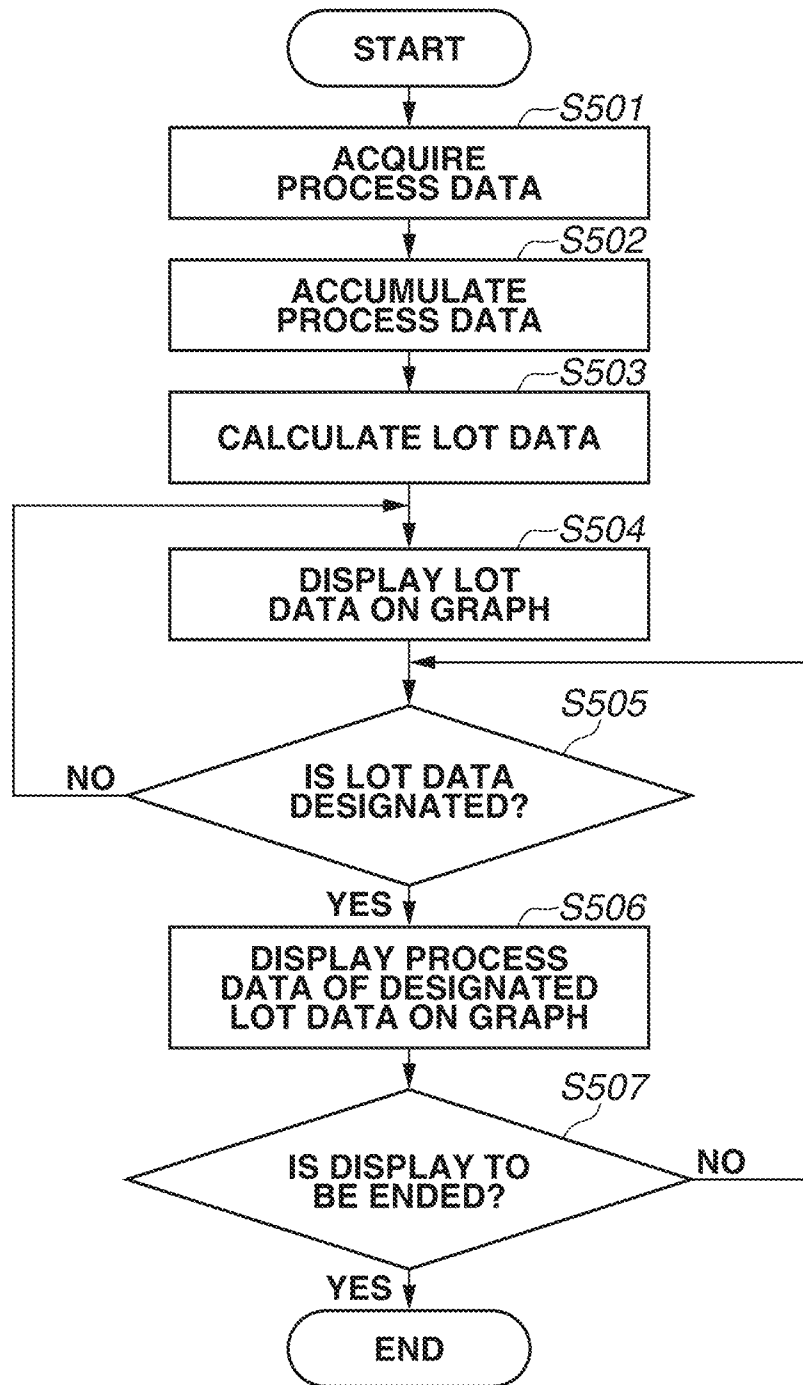 START
S501
ACQUIRE
PROCESS DATA
S502
ACCUMULATE
PROCESS DATA
S503
CALCULATE LOT DATA
S504
DISPLAY LOT
DATA ON GRAPH
S505
IS LOT DATA
DESIGNATED?
NO
YES
S506
DISPLAY PROCESS
DATA OF DESIGNATED
LOT DATA ON GRAPH
S507
IS DISPLAY TO
BE ENDED?
NO
YES
END